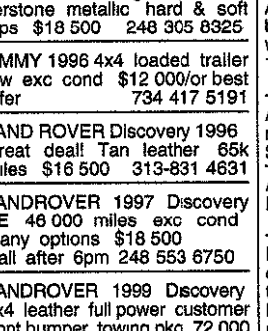 erstone metallic hard & soft
ps $18 500 248 305 8325
MMY 1996 4x4 loaded trailer
w exc cond $12 000/or best
fer 734 417 5191
AND ROVER Discovery 1996
reat deal! Tan leather 65k
iles $16 500 313-831 4631
ANDROVER 1997 Discovery
E 46 000 miles exc cond
any options $18 500
all after 6pm 248 553 6750
ANDROVER 1999 Discovery
x4 leather full power customer
ont bumper towing pkg 72 000